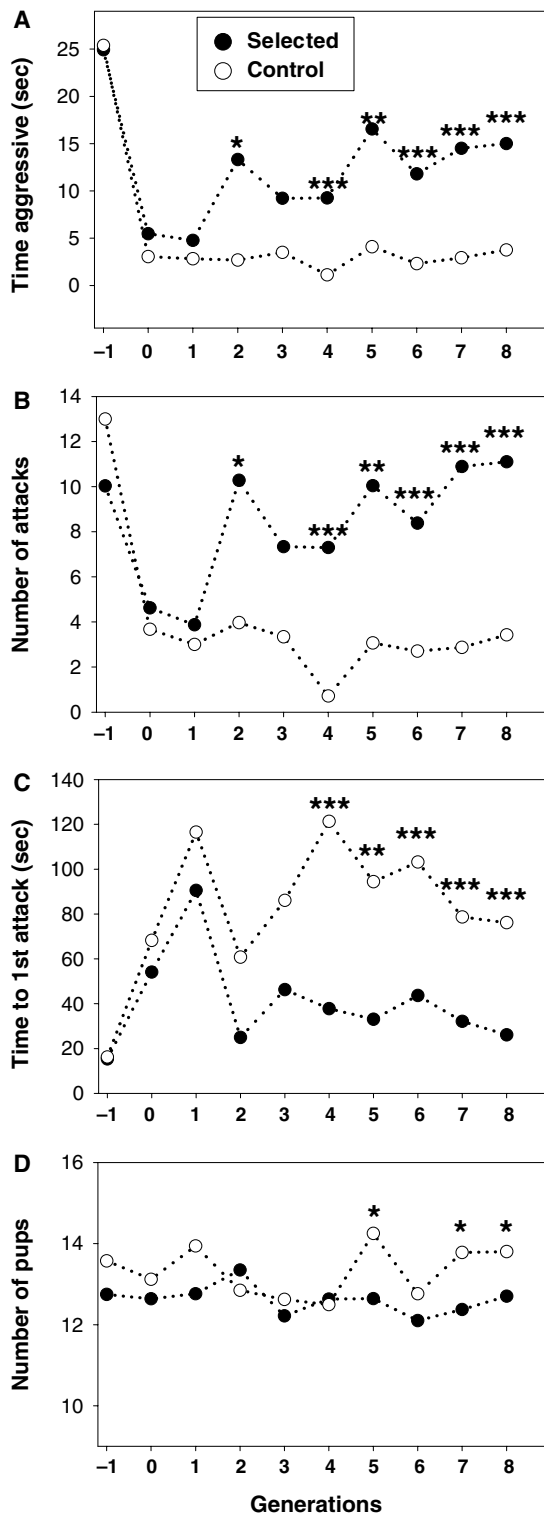 A
Time aggressive (sec)
Selected
Control
25
20
15
10
5
0
* *** ** *** *** ***
–1 0 1 2 3 4 5 6 7 8
B
Number of attacks
14
12
10
8
6
4
2
0
* *** ** *** *** ***
–1 0 1 2 3 4 5 6 7 8
C
Time to 1st attack (sec)
140
120
100
80
60
40
20
0
*** ** *** *** ***
–1 0 1 2 3 4 5 6 7 8
D
Number of pups
16
14
12
10
* * *
–1 0 1 2 3 4 5 6 7 8
Generations